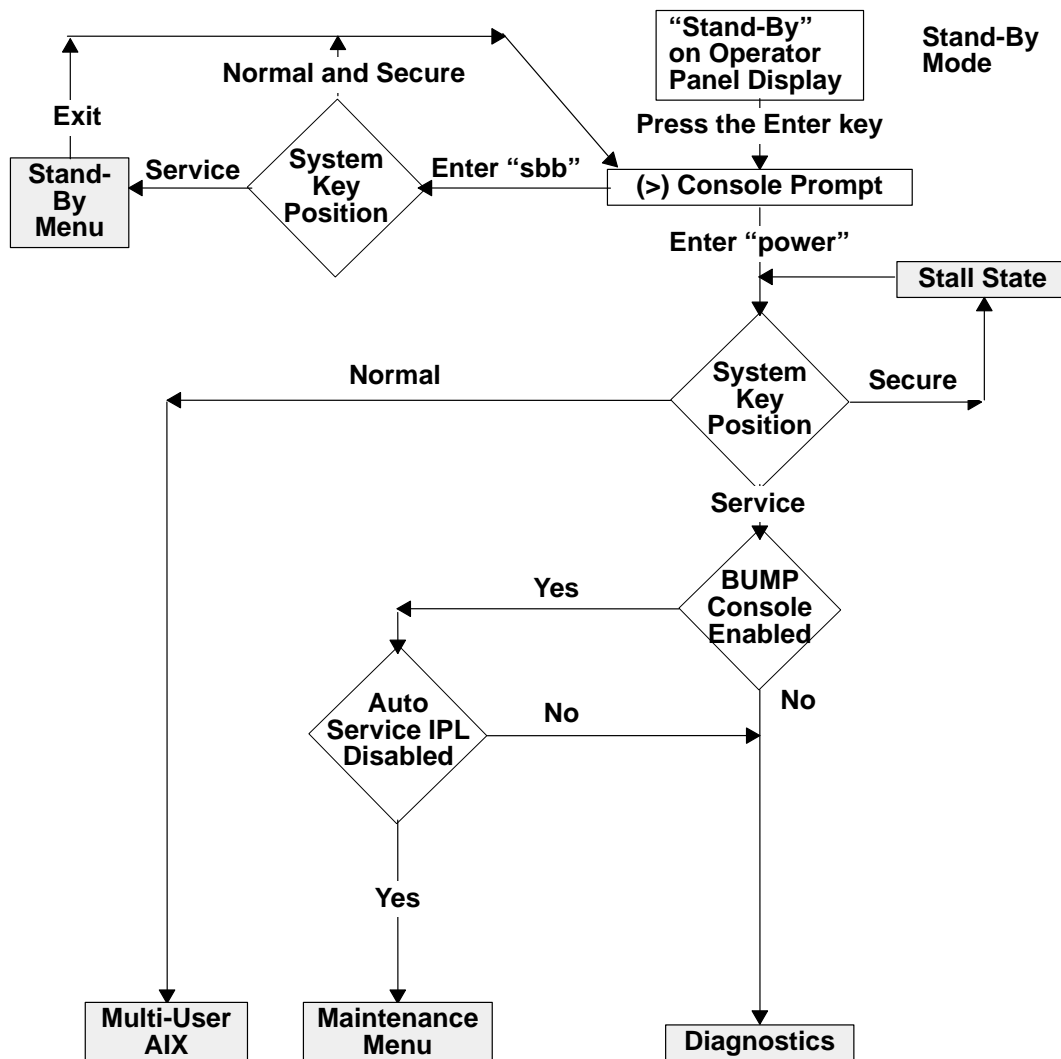 “Stand-By”
on Operator
Panel Display
Stand-By
Mode
Normal and Secure
Exit
Press the Enter key
Stand-
By
Menu
Service
System
Key
Position
Enter “sbb”
(>) Console Prompt
Enter “power”
Stall State
Normal
System
Key
Position
Secure
Service
Yes
BUMP
Console
Enabled
Auto
Service IPL
Disabled
No
No
Yes
Multi-User
AIX
Maintenance
Menu
Diagnostics